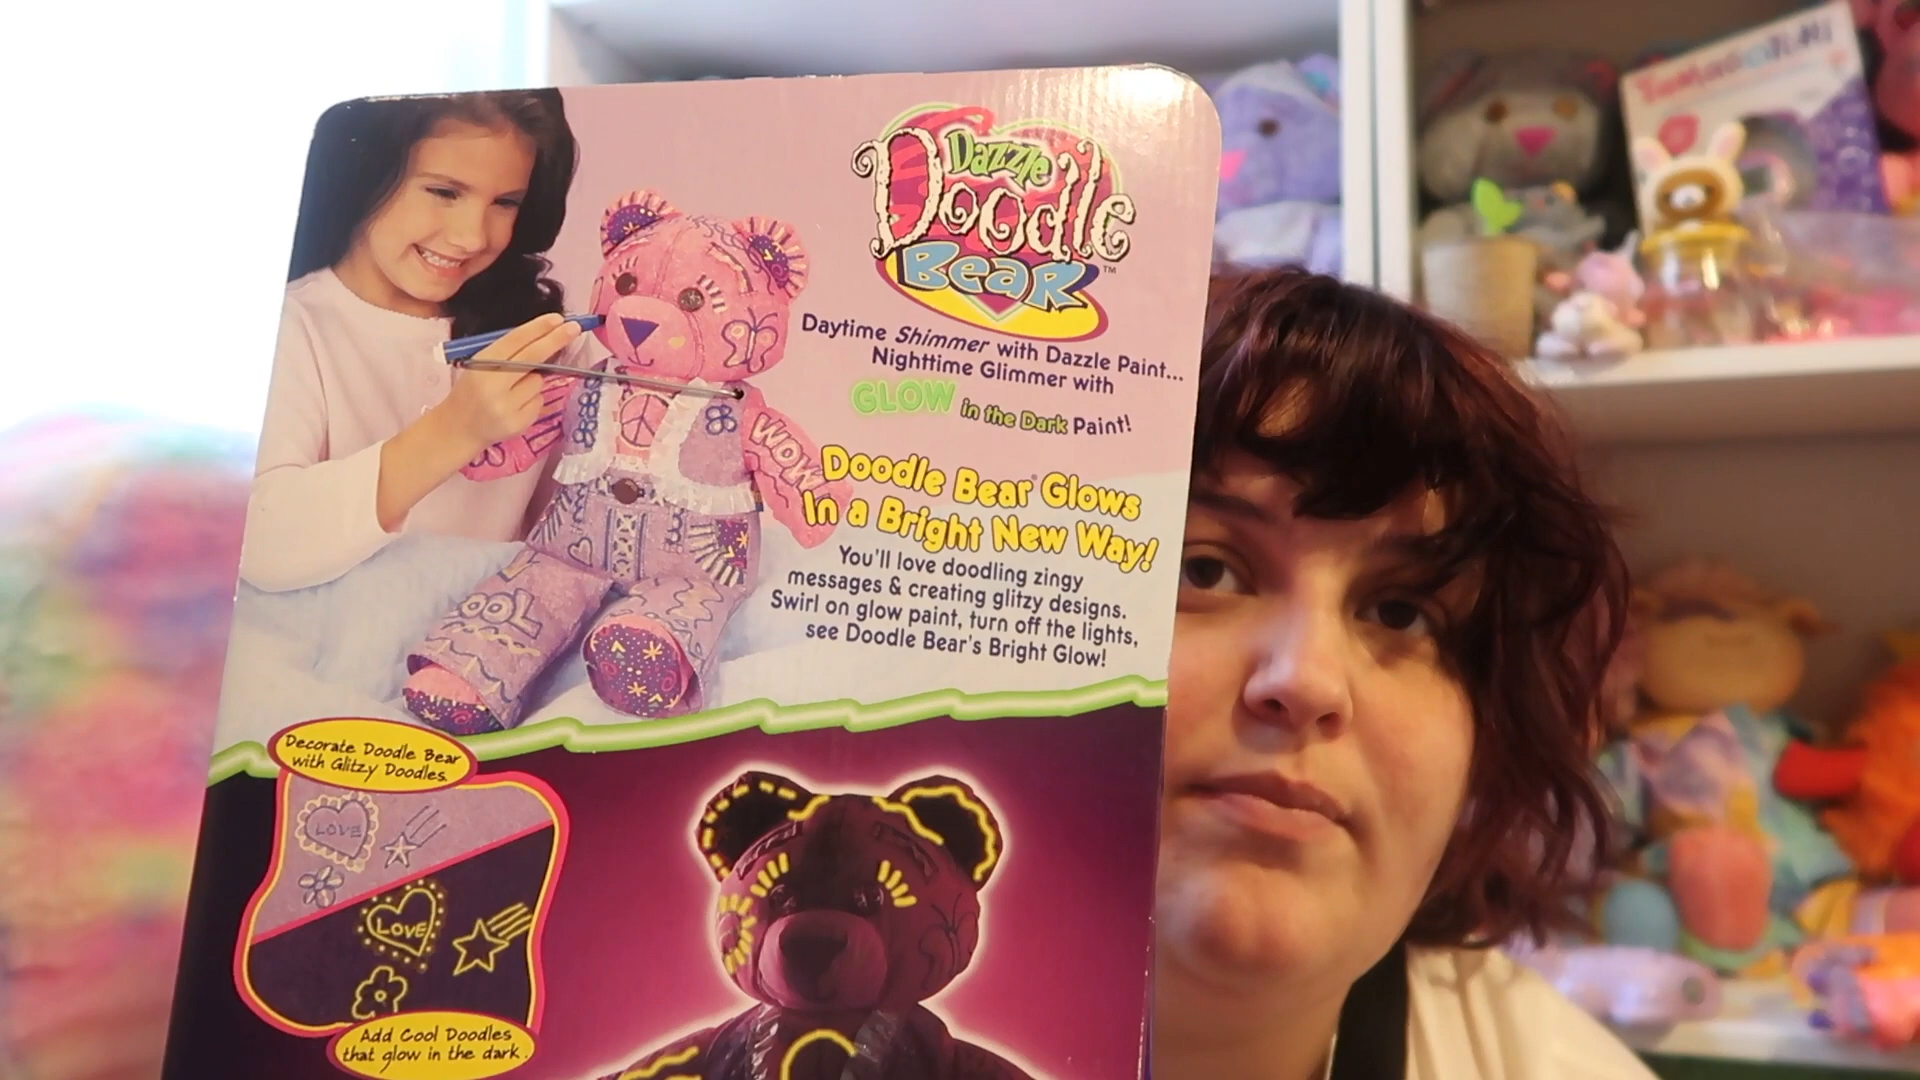 Dazzle
Doodle
Bear™
Daytime Shimmer with Dazzle Paint...
Nighttime Glimmer with
GLOW in the Dark Paint!
Doodle Bear® Glows
In a Bright New Way!
You'll love doodling zingy
messages & creating glitzy designs.
Swirl on glow paint, turn off the lights,
see Doodle Bear's Bright Glow!
WOW
OOL
Decorate Doodle Bear
with Glitzy Doodles.
LOVE
LOVE
Add Cool Doodles
that glow in the dark.